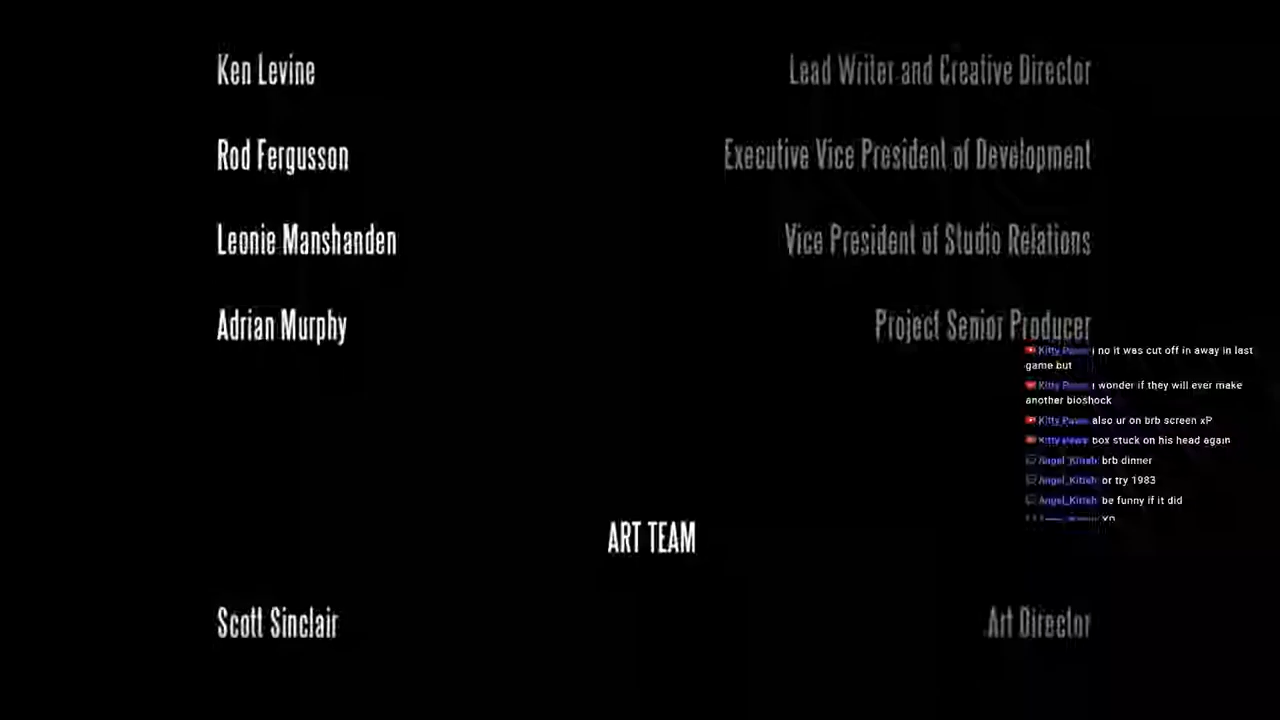 Ken Levine Lead Writer and Creative Director
Rod Fergusson Executive Vice President of Development
Leonie Manshanden Vice President of Studio Relations
Adrian Murphy Project Senior Producer
no it was cut off in away in last
game but
i wonder if they will ever make
another bioshock
also ur on brb screen xP
box stuck on his head again
Angel_Kitteh brb dinner
Angel_Kitteh or try 1983
Angel_Kitteh be funny if it did
ART TEAM
Scott Sinclair Art Director